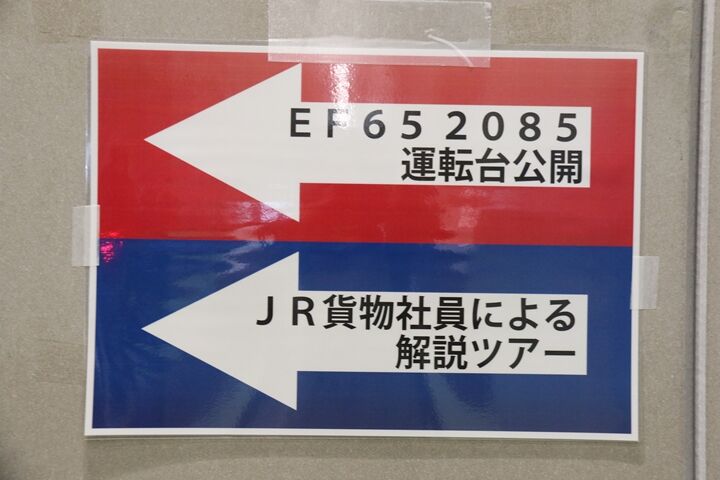 ＥＦ６５ ２０８５
運転台公開
ＪＲ貨物社員による
解説ツアー